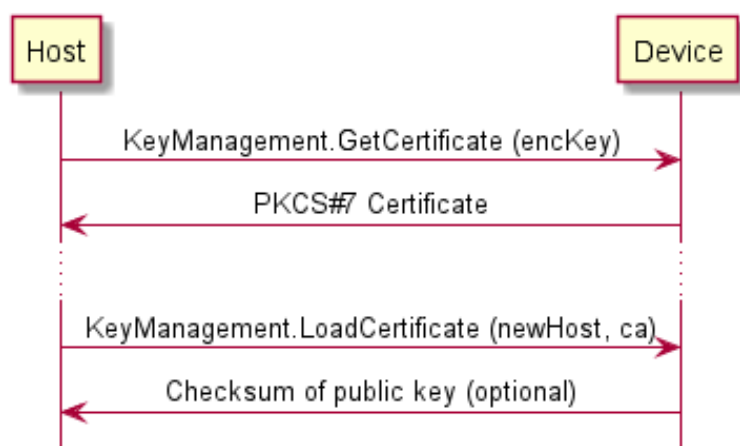 Host
Device
KeyManagement.GetCertificate (encKey)
PKCS#7 Certificate
KeyManagement.LoadCertificate (newHost, ca)
Checksum of public key (optional)